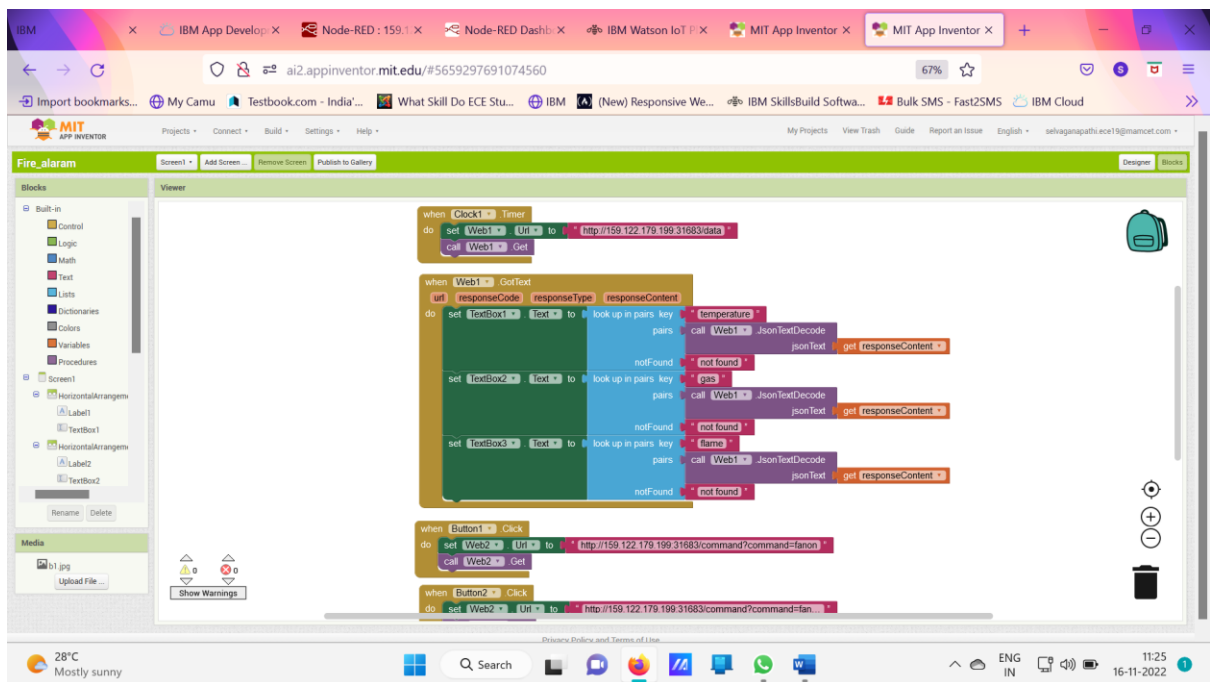 IBM
IBM App Develop
Node-RED : 159.1
Node-RED Dashb
IBM Watson IoT P
MIT App Inventor
MIT App Inventor
ai2.appinventor.mit.edu/#5659297691074560
67%
S
Import bookmarks...
My Camu
Testbook.com - India'...
What Skill Do ECE Stu...
IBM
(New) Responsive We...
IBM SkillsBuild Softwa...
Bulk SMS - Fast2SMS
IBM Cloud
MIT
APP INVENTOR
Projects
Connect
Build
Settings
Help
My Projects
View Trash
Guide
Report an Issue
English
selvaganapathi.ece19@mamcet.com
Fire_alaram
Screen1
Add Screen ...
Remove Screen
Publish to Gallery
Designer
Blocks
Blocks
Viewer
Built-in
Control
Logic
Math
Text
Lists
Dictionaries
Colors
Variables
Procedures
Screen1
HorizontalArrangeme
Label1
TextBox1
HorizontalArrangeme
Label2
TextBox2
Rename
Delete
Media
b1.jpg
Upload File ...
when Clock1 .Timer
do set Web1 . Url to " http://159.122.179.199:31683/data "
call Web1 .Get
when Web1 .GotText
url responseCode responseType responseContent
do set TextBox1 . Text to look up in pairs key " temperature "
pairs call Web1 .JsonTextDecode
jsonText get responseContent
notFound " not found "
set TextBox2 . Text to look up in pairs key " gas "
pairs call Web1 .JsonTextDecode
jsonText get responseContent
notFound " not found "
set TextBox3 . Text to look up in pairs key " flame "
pairs call Web1 .JsonTextDecode
jsonText get responseContent
notFound " not found "
when Button1 .Click
do set Web2 . Url to " http://159.122.179.199:31683/command?command=fanon "
call Web2 .Get
when Button2 .Click
do set Web2 . Url to " http://159.122.179.199:31683/command?command=fan... "
0
0
Show Warnings
Privacy Policy and Terms of Use
28°C
Mostly sunny
Search
ENG
IN
11:25
16-11-2022
1